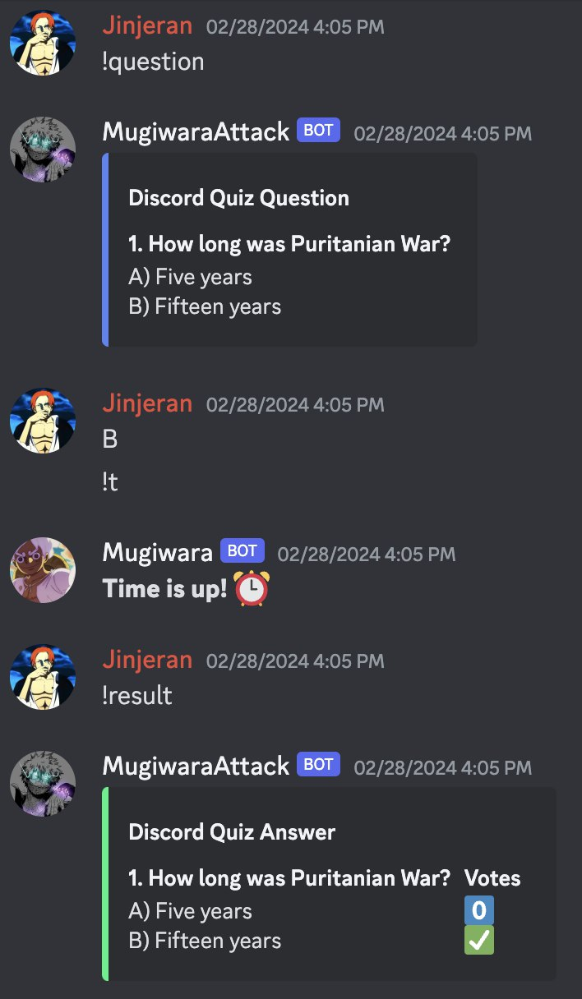 Jinjeran 02/28/2024 4:05 PM
!question
MugiwaraAttack BOT 02/28/2024 4:05 PM
Discord Quiz Question
1. How long was Puritanian War?
A) Five years
B) Fifteen years
Jinjeran 02/28/2024 4:05 PM
B
!t
Mugiwara BOT 02/28/2024 4:05 PM
Time is up! ⏰
Jinjeran 02/28/2024 4:05 PM
!result
MugiwaraAttack BOT 02/28/2024 4:05 PM
Discord Quiz Answer
1. How long was Puritanian War? Votes
A) Five years 0
B) Fifteen years ✅